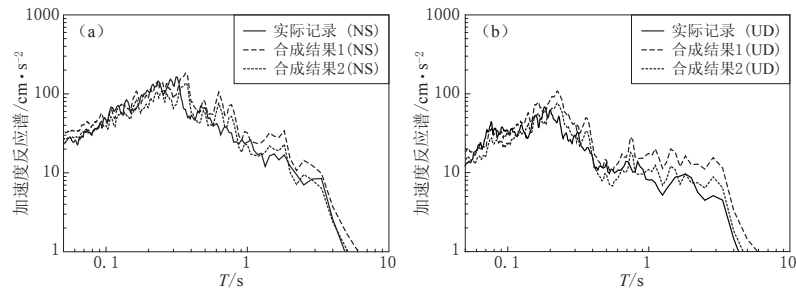 1000
(a)
实际记录 (NS)
合成结果1(NS)
合成结果2(NS)
100
10
1
0.1
1
10
加速度反应谱/cm·s⁻²
T/s
1000
(b)
实际记录 (UD)
合成结果1(UD)
合成结果2(UD)
100
10
1
0.1
1
10
加速度反应谱/cm·s⁻²
T/s